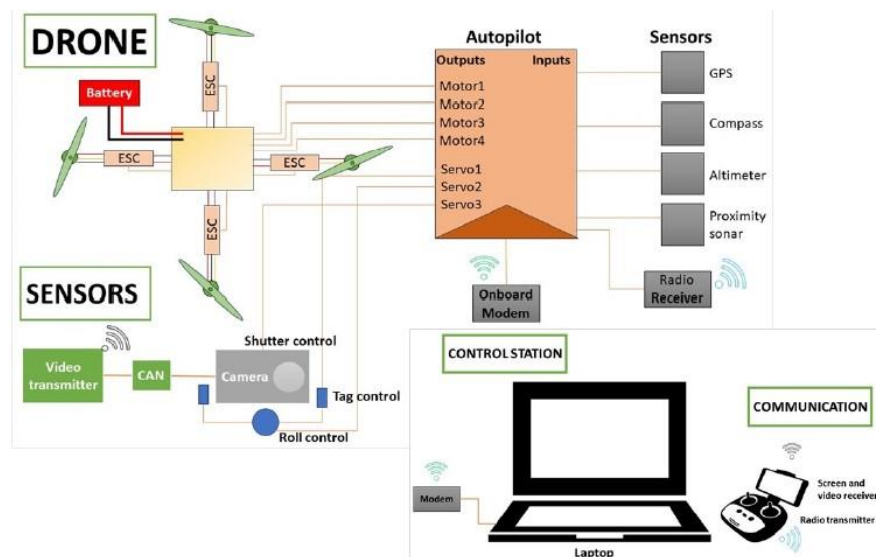 DRONE
Battery
ESC
ESC
ESC
ESC
Autopilot
Outputs
Inputs
Motor1
Motor2
Motor3
Motor4
Servo1
Servo2
Servo3
Sensors
GPS
Compass
Altimeter
Proximity
sonar
Onboard
Modem
Radio
Receiver
SENSORS
Video
transmitter
CAN
Shutter control
Camera
Tag control
Roll control
CONTROL STATION
Modem
Laptop
COMMUNICATION
Screen and
video receiver
Radio transmitter